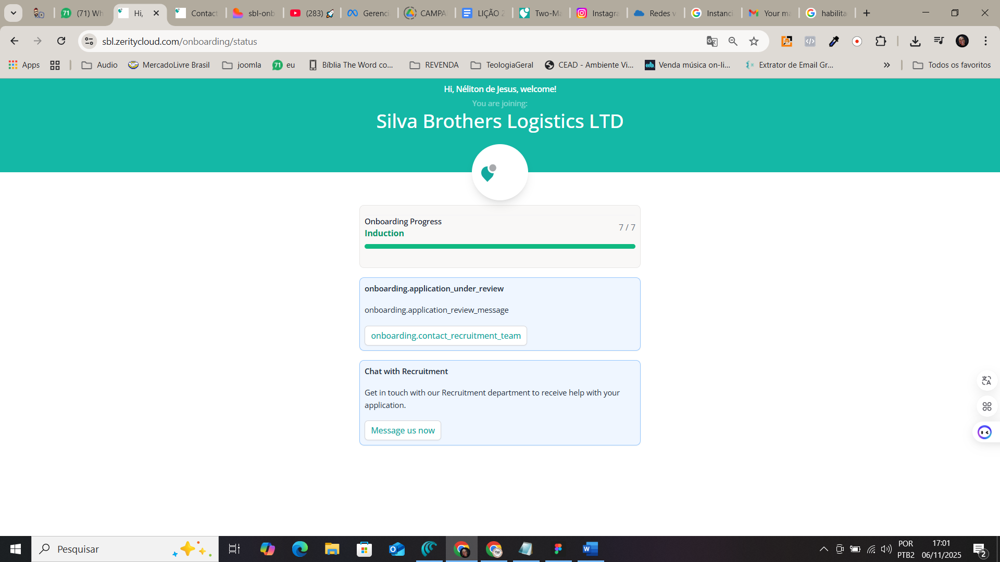 71
(71) Wh
Hi,
Contact
sbl-onb
(283)
Gerenci
CAMPA
LIÇÃO 2
Two-Ma
Instagra
Redes v
Instanci
Your ma
habilita
sbl.zeritycloud.com/onboarding/status
Apps
Audio
MercadoLivre Brasil
joomla
71
eu
Bíblia The Word co...
REVENDA
TeologiaGeral
CEAD - Ambiente Vi...
Venda música on-li...
Extrator de Email Gr...
»
Todos os favoritos
Hi, Néliton de Jesus, welcome!
You are joining:
Silva Brothers Logistics LTD
Onboarding Progress
Induction
7 / 7
onboarding.application_under_review
onboarding.application_review_message
onboarding.contact_recruitment_team
Chat with Recruitment
Get in touch with our Recruitment department to receive help with your
application.
Message us now
Pesquisar
POR
PTB2
17:01
06/11/2025
2